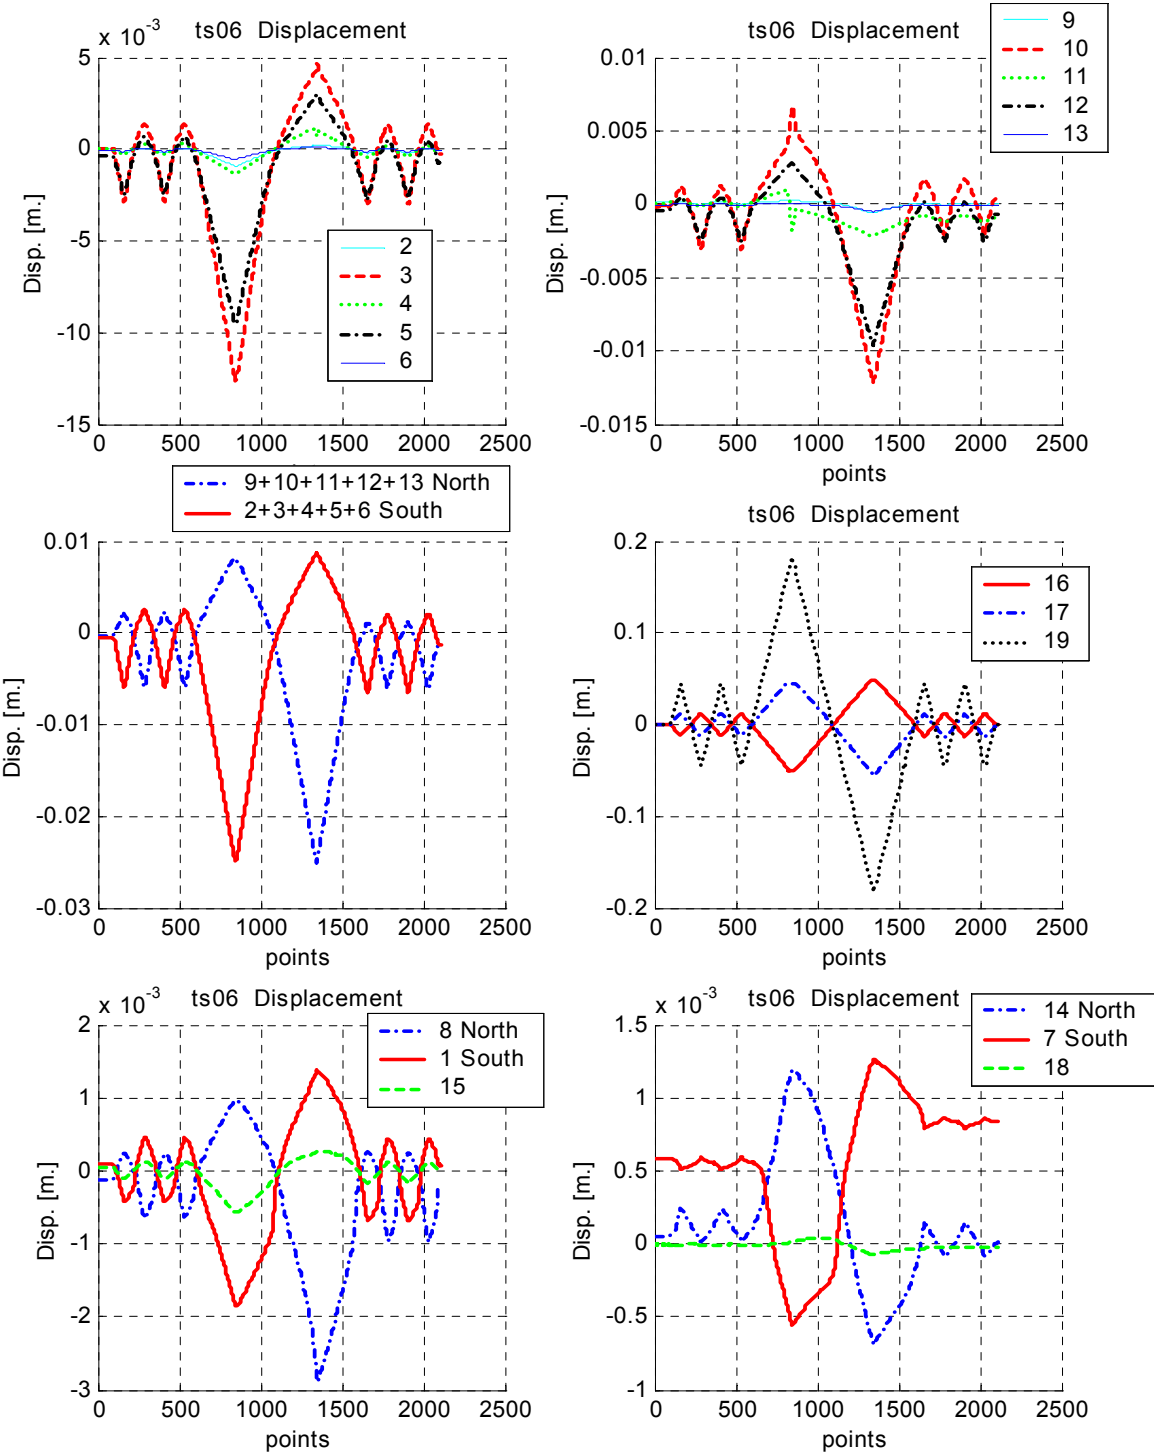 x 10-3
ts06 Displacement
5
0
-5
-10
-15
0 500 1000 1500 2000 2500
Disp. [m.]
2
3
4
5
6
ts06 Displacement
9
10
11
12
13
0.01
0.005
0
-0.005
-0.01
-0.015
0 500 1000 1500 2000 2500
Disp. [m.]
points
9+10+11+12+13 North
2+3+4+5+6 South
0.01
0
-0.01
-0.02
-0.03
0 500 1000 1500 2000 2500
Disp. [m.]
points
ts06 Displacement
0.2
0.1
0
-0.1
-0.2
0 500 1000 1500 2000 2500
Disp. [m.]
points
16
17
19
x 10-3
ts06 Displacement
8 North
1 South
15
2
1
0
-1
-2
-3
0 500 1000 1500 2000 2500
Disp. [m.]
points
x 10-3
ts06 Displacement
14 North
7 South
18
1.5
1
0.5
0
-0.5
-1
0 500 1000 1500 2000 2500
Disp. [m.]
points